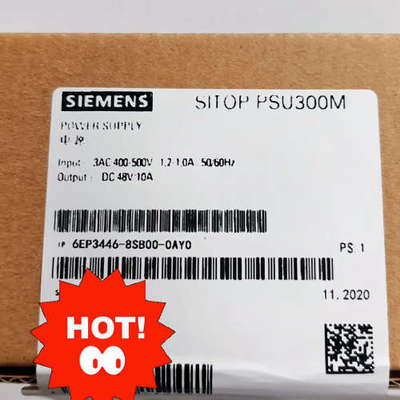 SIEMENS SITOP PSU300M
POWER SUPPLY
电源
Input: 3AC 400-500V 1,2-1,0A 50/60Hz
Output: DC 48V 10A
1P 6EP3446-8SB00-0AY0 PS 1
11.2020
HOT!